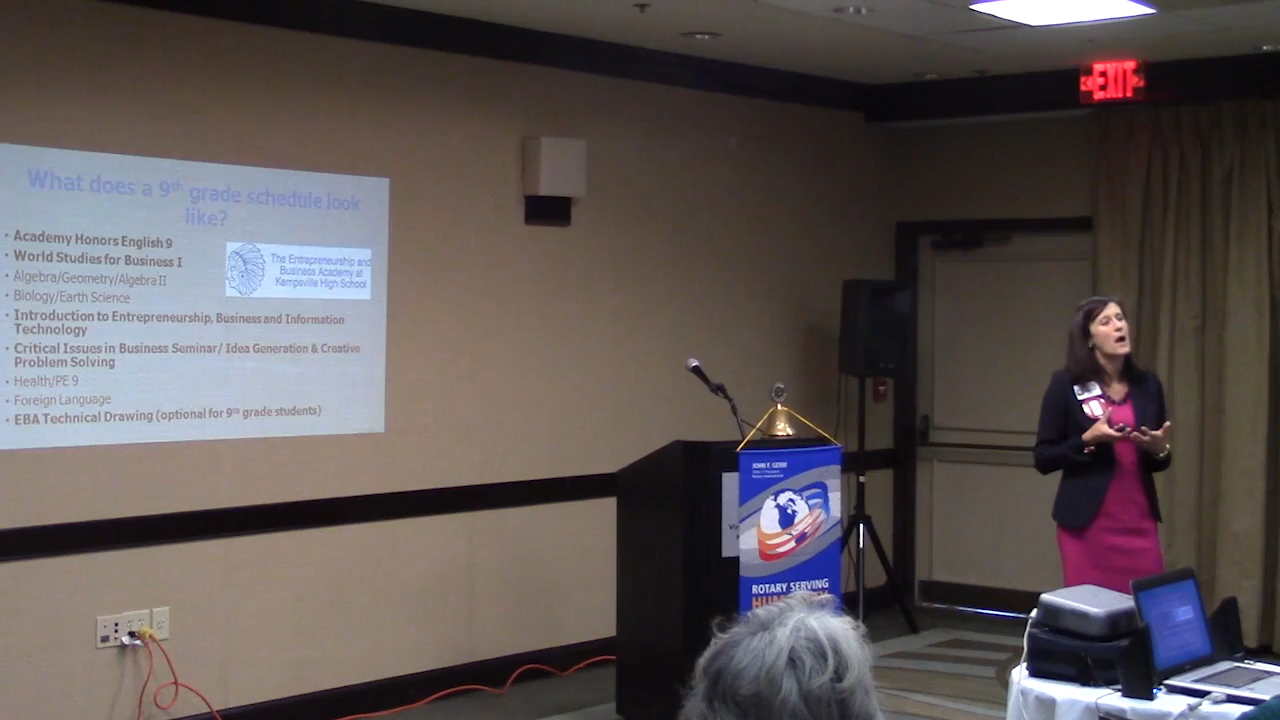 What does a 9th grade schedule look
like?
• Academy Honors English 9
• World Studies for Business I
• Algebra/Geometry/Algebra II
• Biology/Earth Science
• Introduction to Entrepreneurship, Business and Information
Technology
• Critical Issues in Business Seminar/ Idea Generation & Creative
Problem Solving
• Health/PE 9
• Foreign Language
• EBA Technical Drawing (optional for 9th grade students)
The Entrepreneurship and
Business Academy at
Kempsville High School
EXIT
JOHN F. GERM
ROTARY SERVING